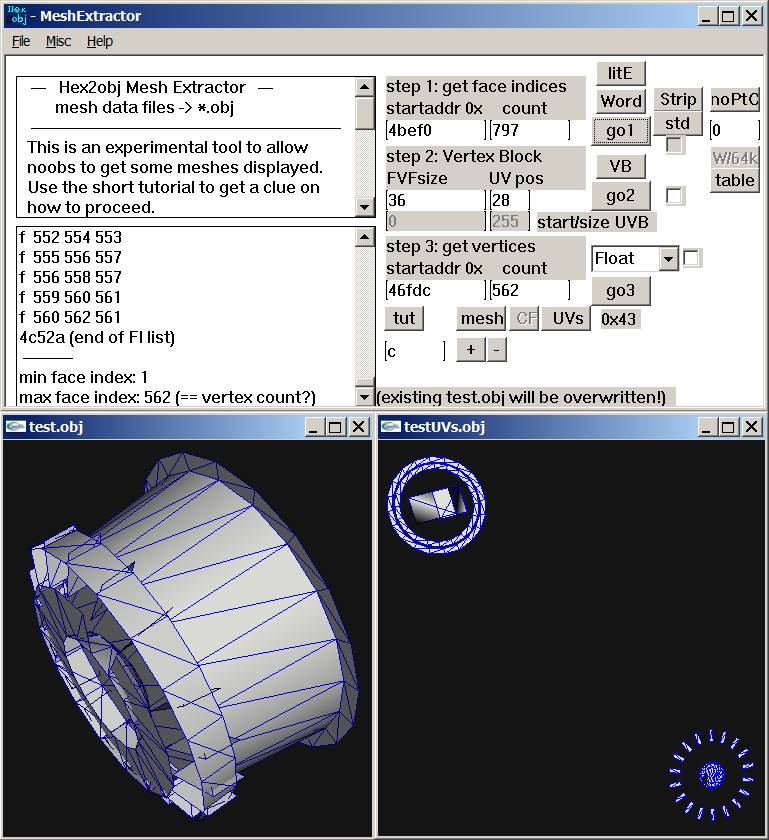 Hex obj - MeshExtractor
File Misc Help
— Hex2obj Mesh Extractor —
mesh data files -> *.obj
This is an experimental tool to allow
noobs to get some meshes displayed.
Use the short tutorial to get a clue on
how to proceed.
f 552 554 553
f 555 556 557
f 556 558 557
f 559 560 561
f 560 562 561
4c52a (end of FI list)
min face index: 1
max face index: 562 (== vertex count?)
step 1: get face indices
startaddr 0x count
4bef0 797
litE
Word
go1
Strip
std
noPtC
0
W/64k
table
step 2: Vertex Block
FVFsize UV pos
36 28
0 255 start/size UVB
VB
go2
step 3: get vertices
startaddr 0x count
46fdc 562
Float
go3
tut mesh CF UVs 0x43
c + -
(existing test.obj will be overwritten!)
test.obj
testUVs.obj